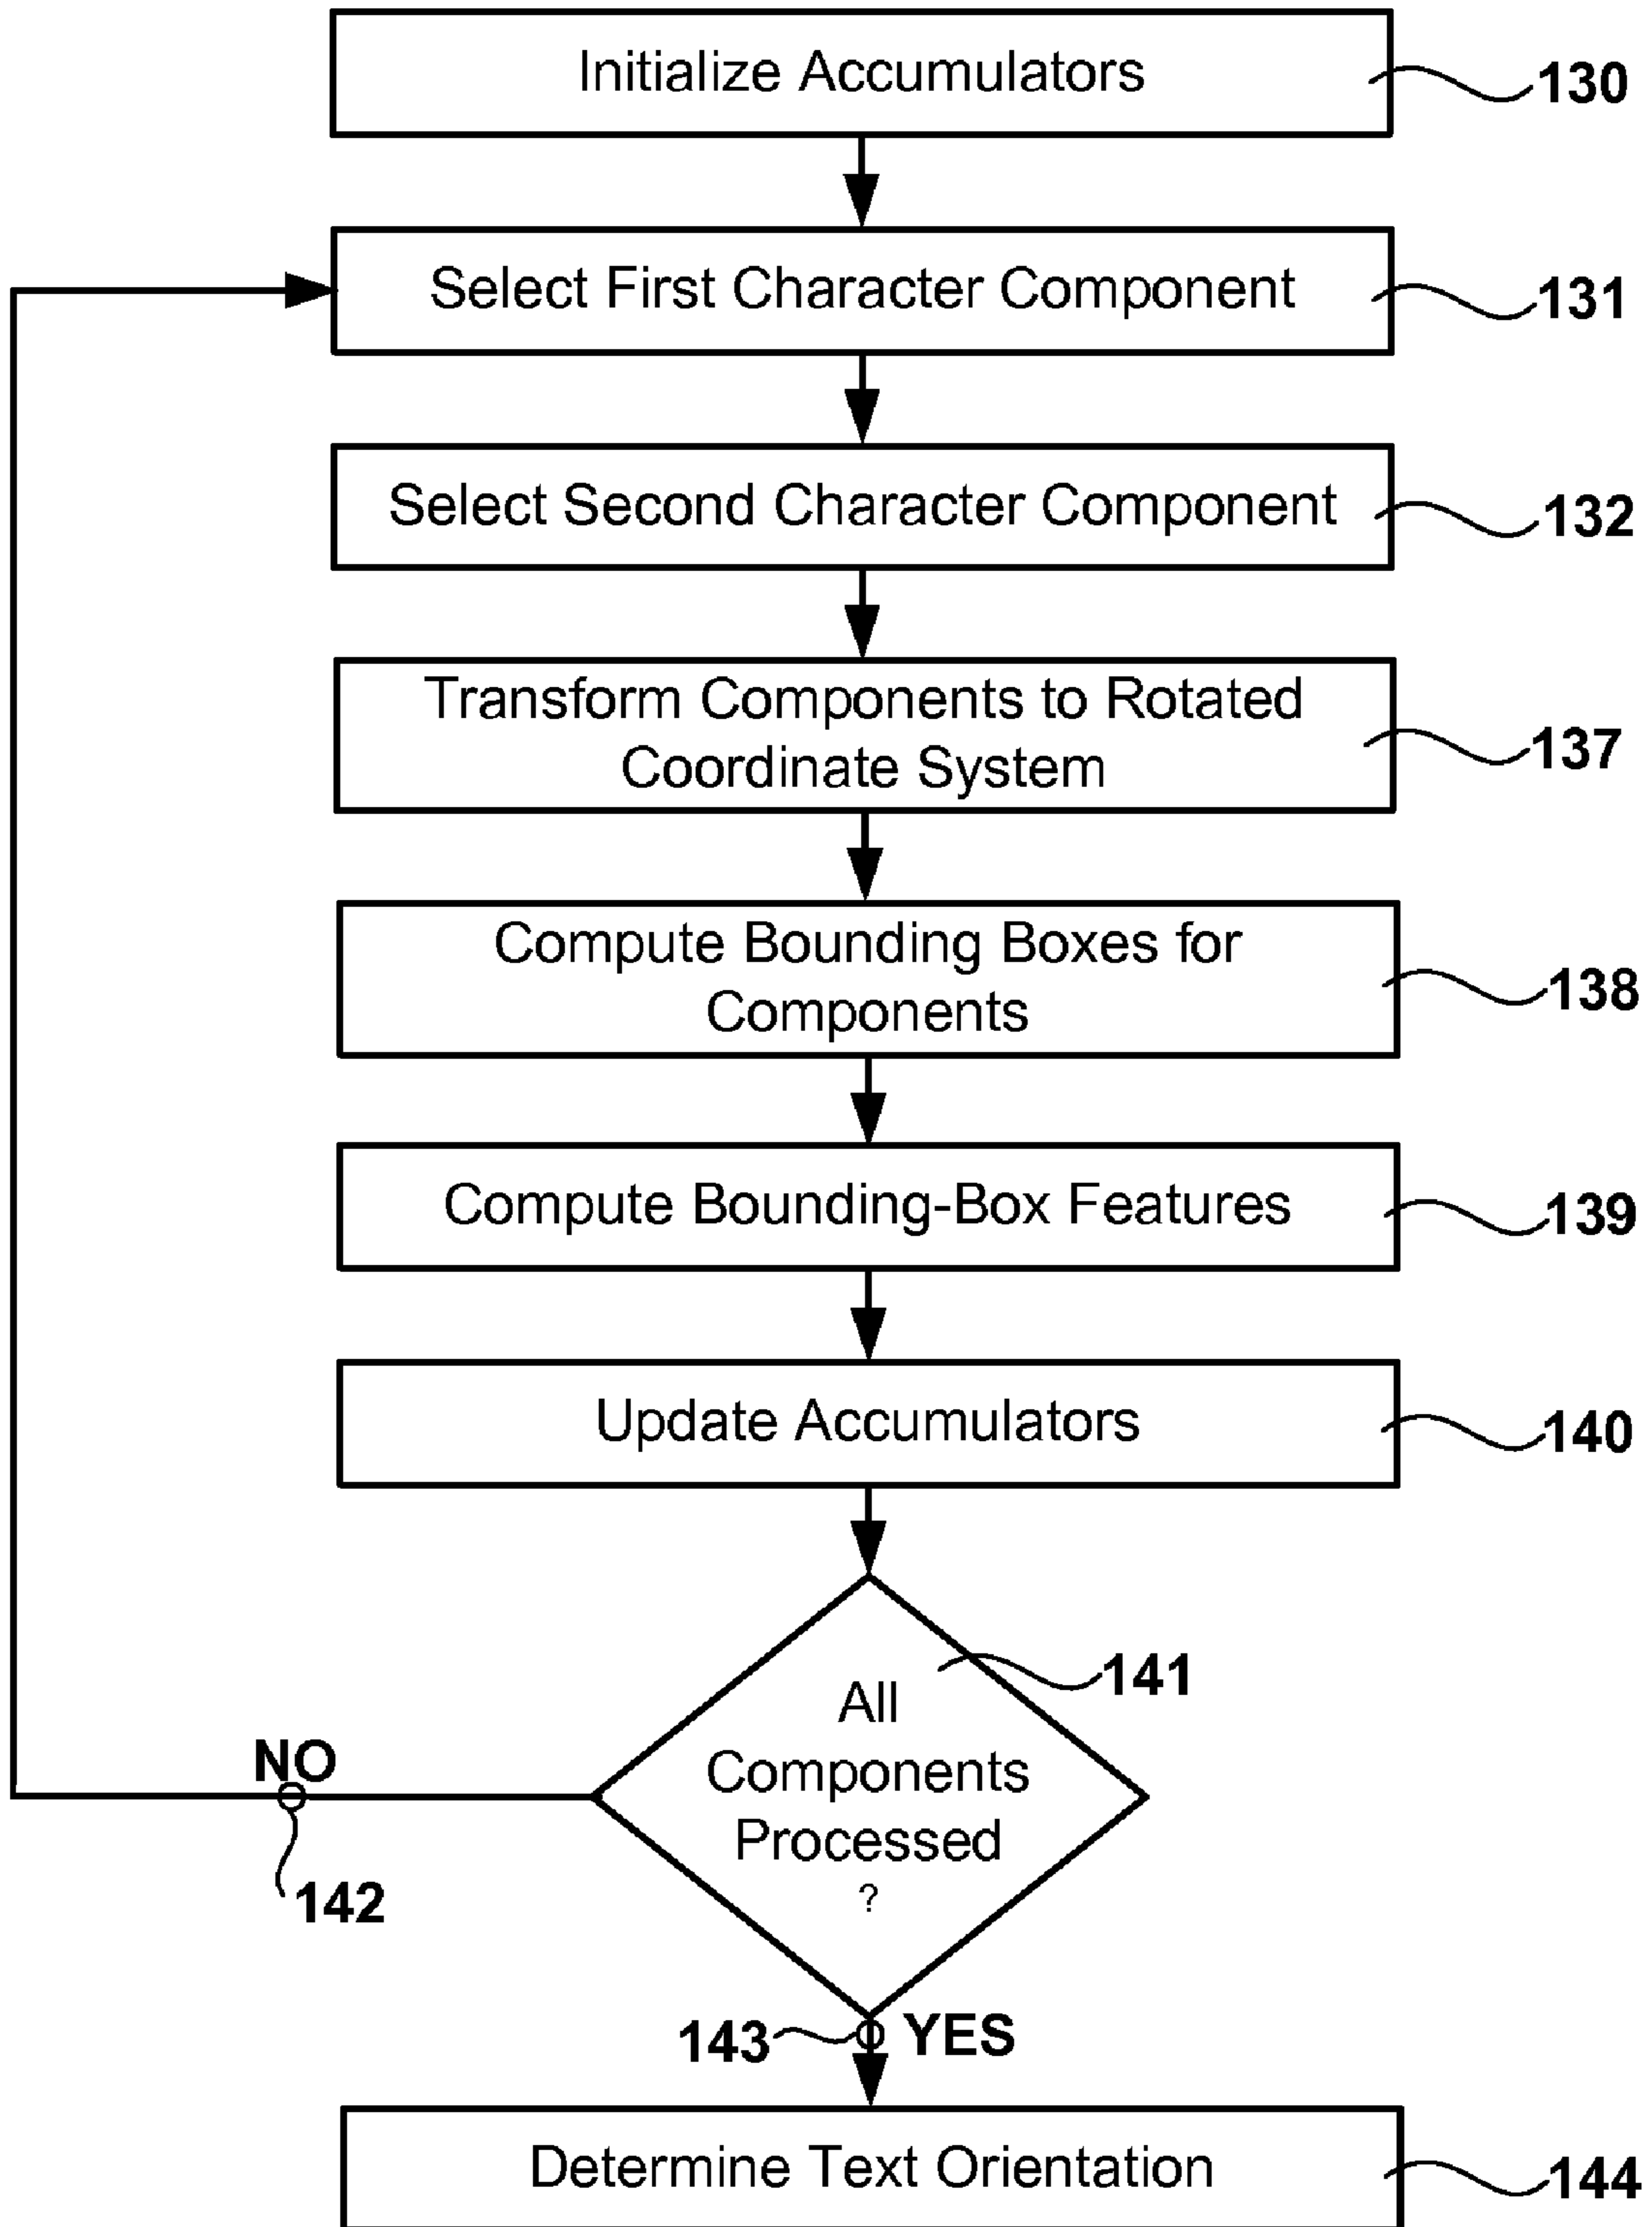 Initialize Accumulators
130
Select First Character Component
131
Select Second Character Component
132
Transform Components to Rotated
Coordinate System
137
Compute Bounding Boxes for
Components
138
Compute Bounding-Box Features
139
Update Accumulators
140
141
All
Components
Processed
?
NO
142
143
YES
Determine Text Orientation
144